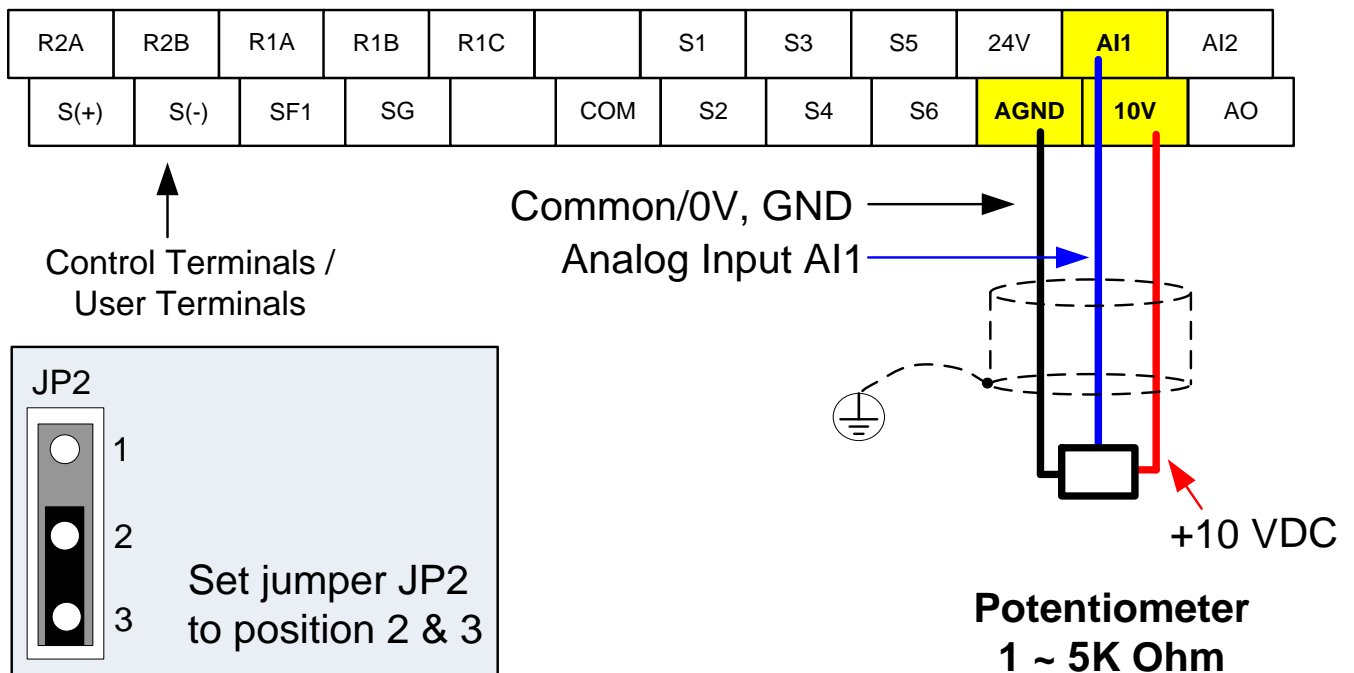 R2A R2B R1A R1B R1C S1 S3 S5 24V AI1 AI2
S(+) S(-) SF1 SG COM S2 S4 S6 AGND 10V AO
Common/0V, GND
Analog Input AI1
Control Terminals /
User Terminals
JP2
1
2
3
Set jumper JP2
to position 2 & 3
+10 VDC
Potentiometer
1 ~ 5K Ohm